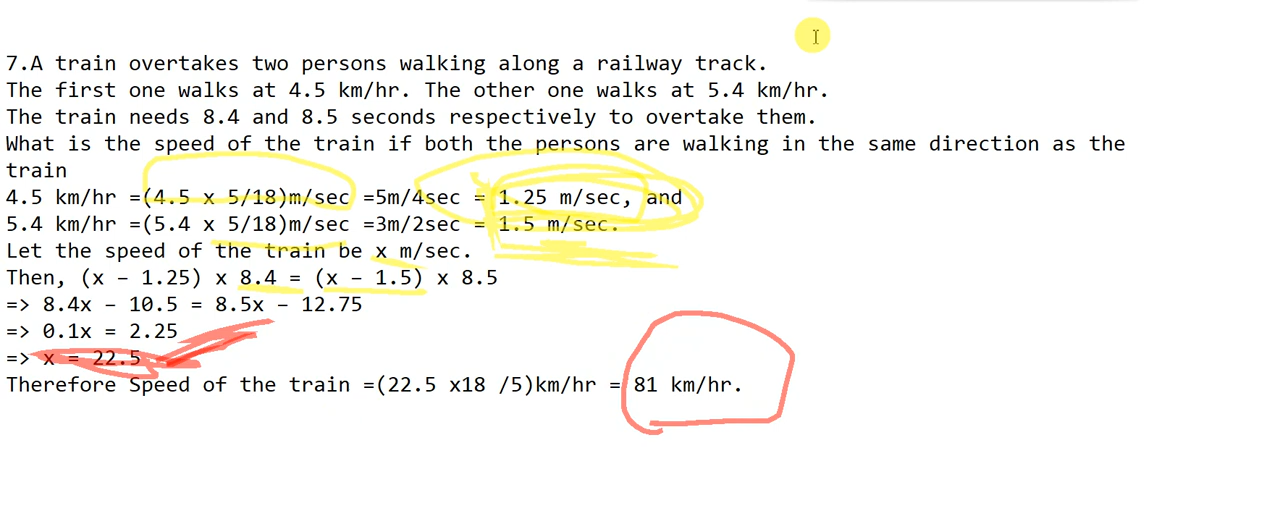 7.A train overtakes two persons walking along a railway track.
The first one walks at 4.5 km/hr. The other one walks at 5.4 km/hr.
The train needs 8.4 and 8.5 seconds respectively to overtake them.
What is the speed of the train if both the persons are walking in the same direction as the
train
4.5 km/hr =(4.5 x 5/18)m/sec =5m/4sec = 1.25 m/sec, and
5.4 km/hr =(5.4 x 5/18)m/sec =3m/2sec = 1.5 m/sec.
Let the speed of the train be x m/sec.
Then, (x - 1.25) x 8.4 = (x - 1.5) x 8.5
=> 8.4x - 10.5 = 8.5x - 12.75
=> 0.1x = 2.25
=> x = 22.5
Therefore Speed of the train =(22.5 x18 /5)km/hr = 81 km/hr.